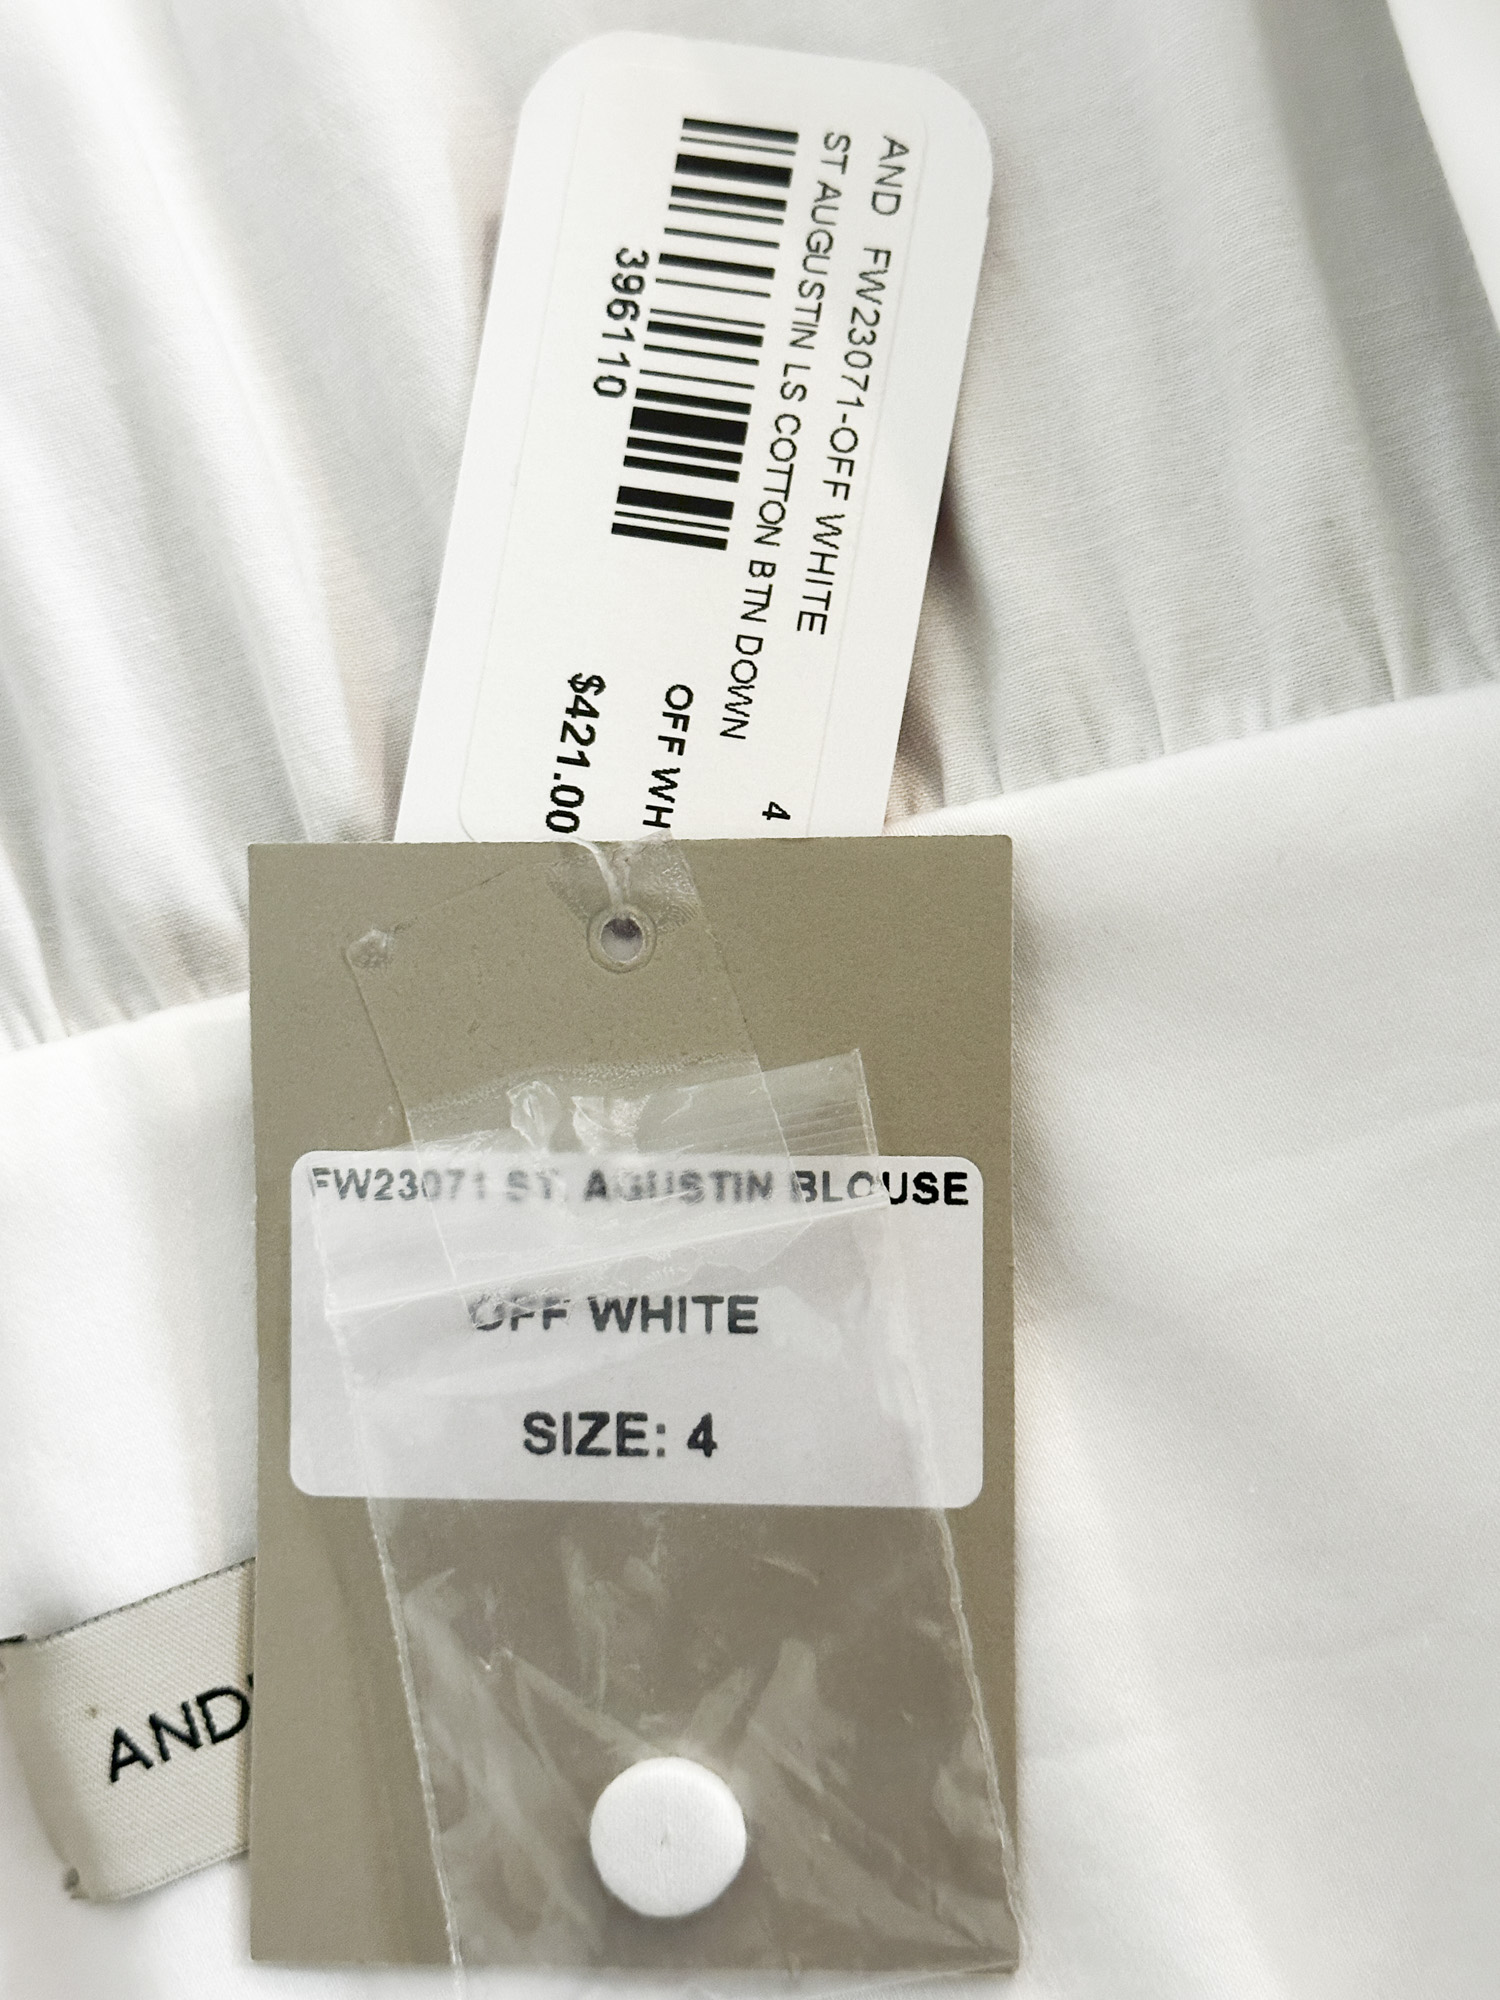 AND FW23071-OFF WHITE
ST AUGUSTIN LS COTTON BTN DOWN
4
OFF WH
396110
$421.00
FW23071 ST. AGUSTIN BLOUSE
OFF WHITE
SIZE: 4
AND